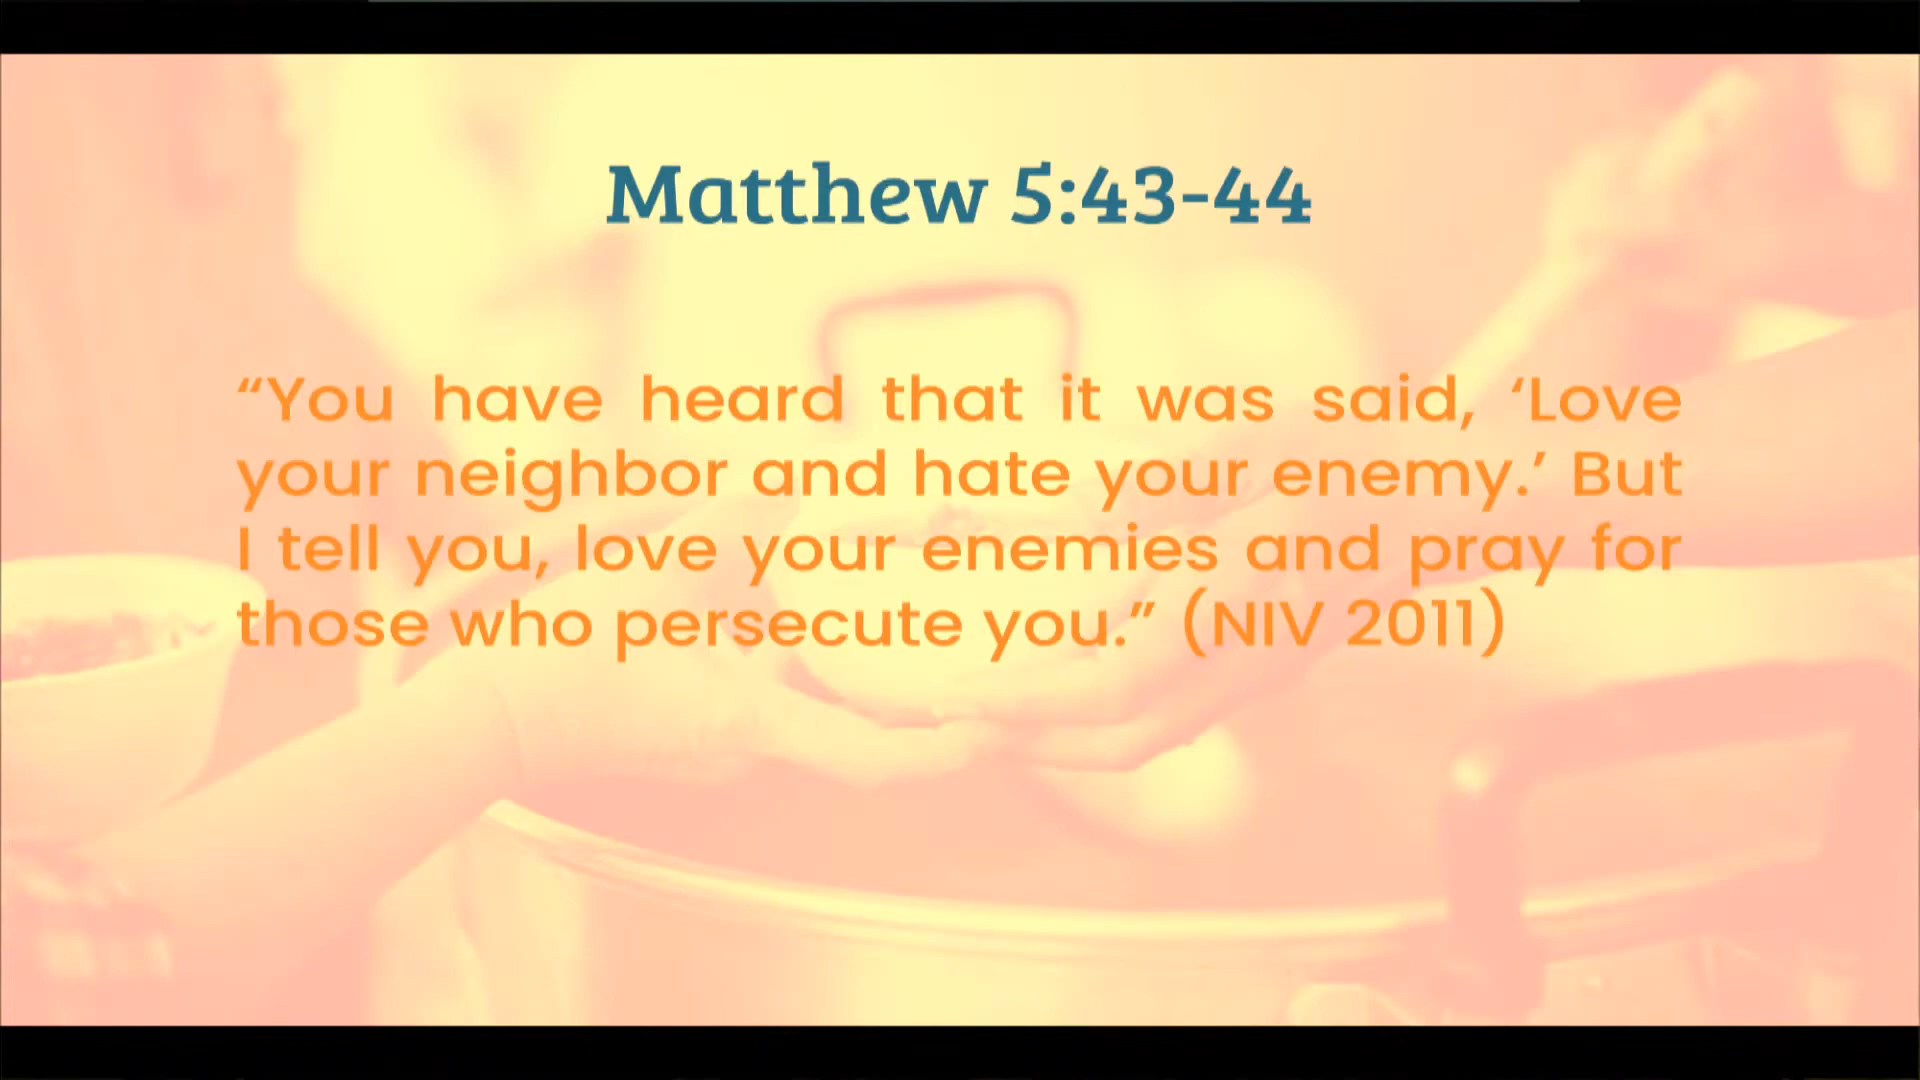 Matthew 5:43-44
“You have heard that it was said, ‘Love
your neighbor and hate your enemy.’ But
I tell you, love your enemies and pray for
those who persecute you.” (NIV 2011)